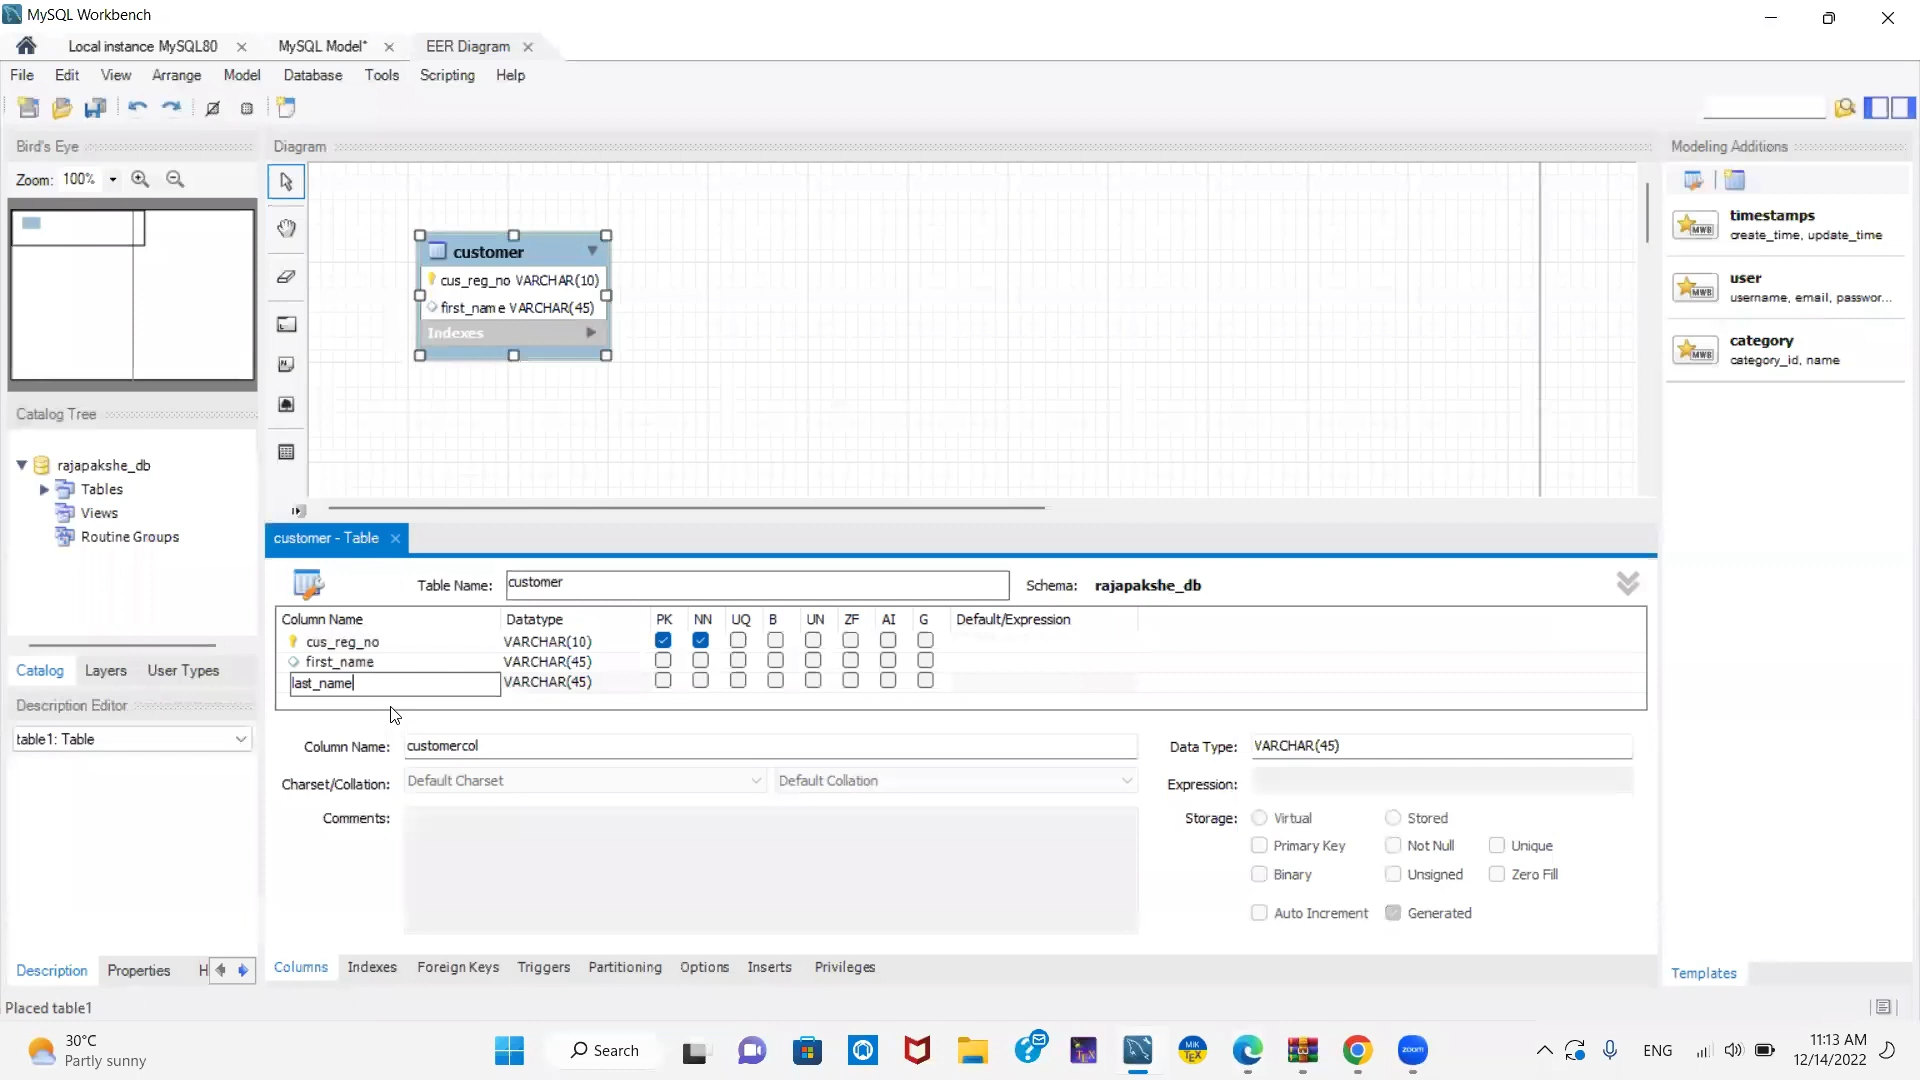 MySQL Workbench
Local instance MySQL80
MySQL Model*
EER Diagram
File Edit View Arrange Model Database Tools Scripting Help
Bird's Eye
Diagram
Modeling Additions
Zoom: 100%
timestamps
create_time, update_time
customer
cus_reg_no VARCHAR(10)
first_name VARCHAR(45)
Indexes
user
username, email, passwor...
category
category_id, name
Catalog Tree
rajapakshe_db
Tables
Views
Routine Groups
customer - Table
Table Name: customer Schema: rajapakshe_db
Column Name Datatype PK NN UQ B UN ZF AI G Default/Expression
cus_reg_no VARCHAR(10)
first_name VARCHAR(45)
last_name VARCHAR(45)
Catalog Layers User Types
Description Editor
table1: Table
Column Name: customercol Data Type: VARCHAR(45)
Charset/Collation: Default Charset Default Collation Expression:
Comments: Storage: Virtual Stored
Primary Key Not Null Unique
Binary Unsigned Zero Fill
Auto Increment Generated
Description Properties H
Columns Indexes Foreign Keys Triggers Partitioning Options Inserts Privileges
Templates
Placed table1
30°C
Partly sunny
Search
zoom
ENG
11:13 AM
12/14/2022